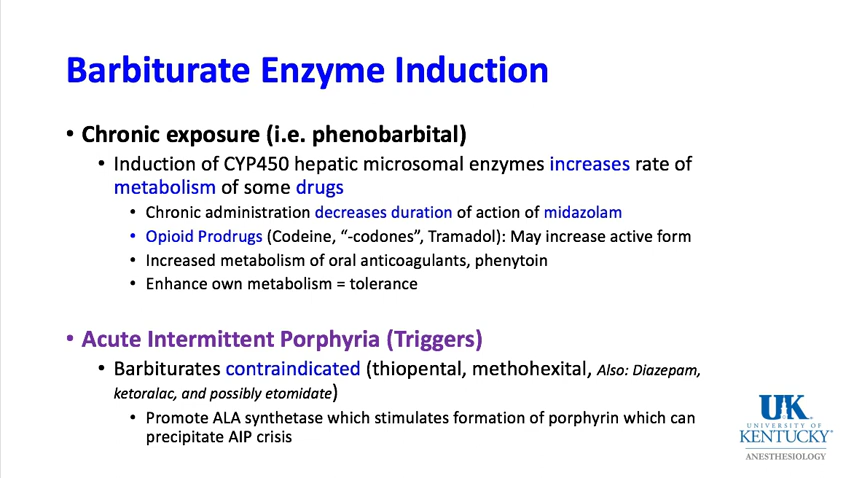 Barbiturate Enzyme Induction
• Chronic exposure (i.e. phenobarbital)
• Induction of CYP450 hepatic microsomal enzymes increases rate of
metabolism of some drugs
• Chronic administration decreases duration of action of midazolam
• Opioid Prodrugs (Codeine, “-codones”, Tramadol): May increase active form
• Increased metabolism of oral anticoagulants, phenytoin
• Enhance own metabolism = tolerance
• Acute Intermittent Porphyria (Triggers)
• Barbiturates contraindicated (thiopental, methohexital, Also: Diazepam,
ketoralac, and possibly etomidate)
• Promote ALA synthetase which stimulates formation of porphyrin which can
precipitate AIP crisis
UK
UNIVERSITY OF
KENTUCKY®
ANESTHESIOLOGY